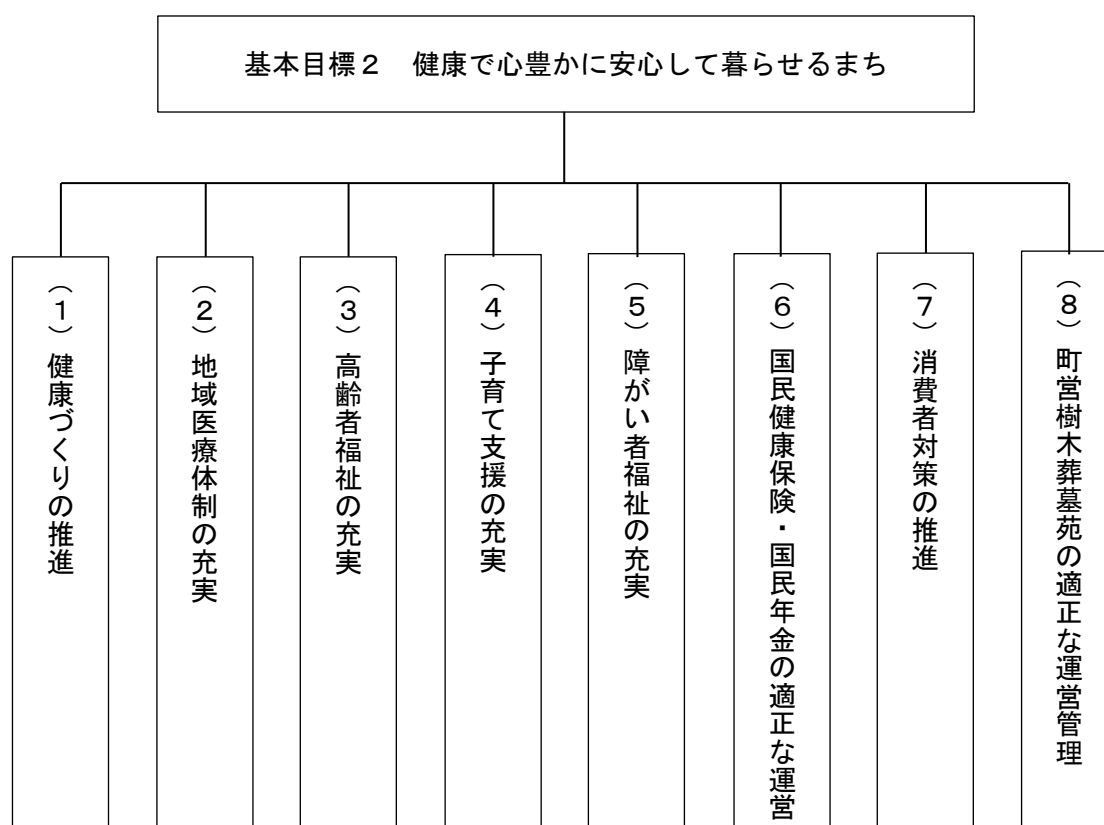 基本目標２　健康で心豊かに安心して暮らせるまち
（１）健康づくりの推進
（２）地域医療体制の充実
（３）高齢者福祉の充実
（４）子育て支援の充実
（５）障がい者福祉の充実
（６）国民健康保険・国民年金の適正な運営
（７）消費者対策の推進
（８）町営樹木葬墓苑の適正な運営管理